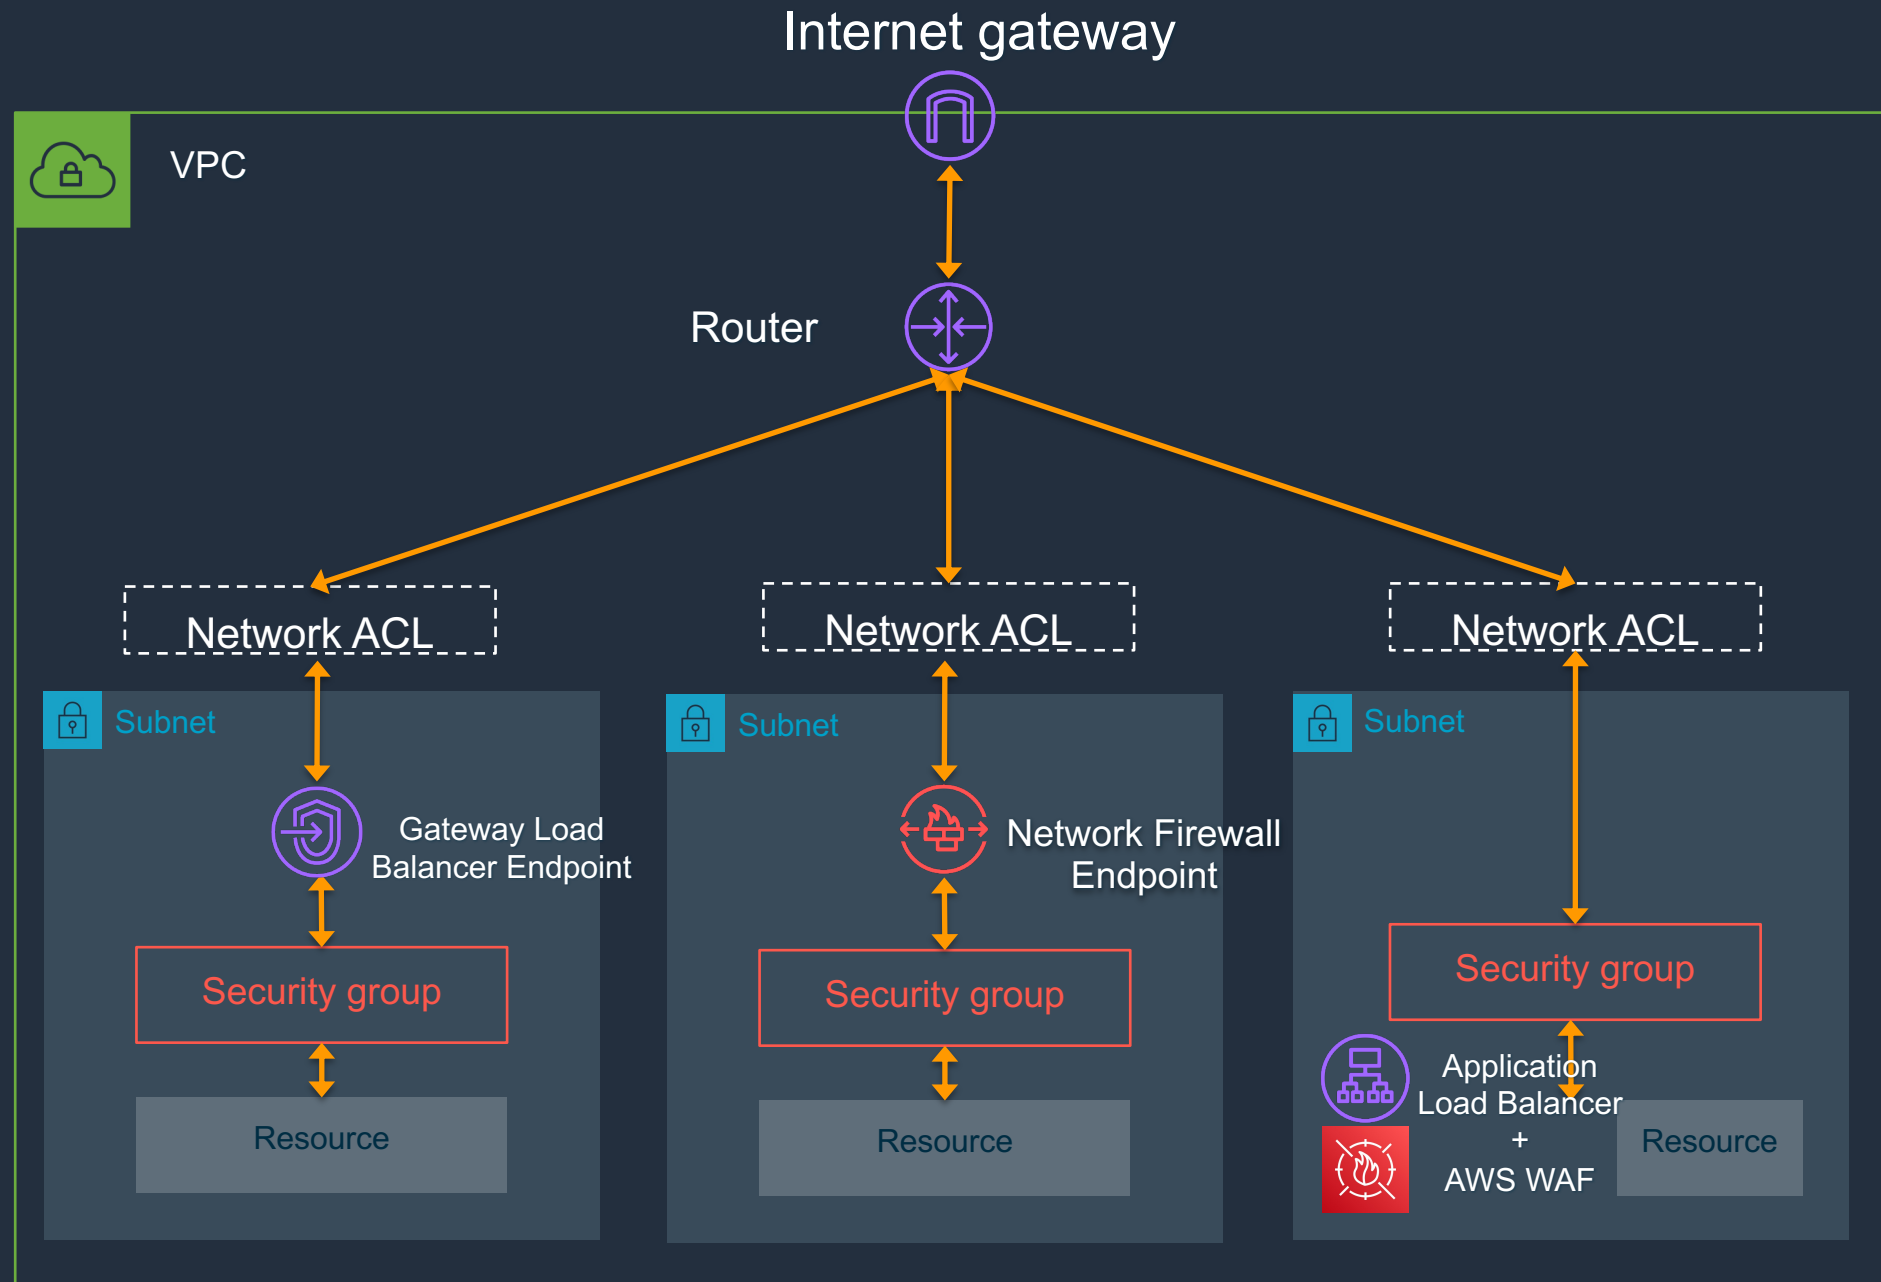 Internet gateway
VPC
Router
Network ACL
Network ACL
Network ACL
Subnet
Subnet
Subnet
Gateway Load
Balancer Endpoint
Network Firewall
Endpoint
Security group
Security group
Security group
Resource
Resource
Application
Load Balancer
+
AWS WAF
Resource